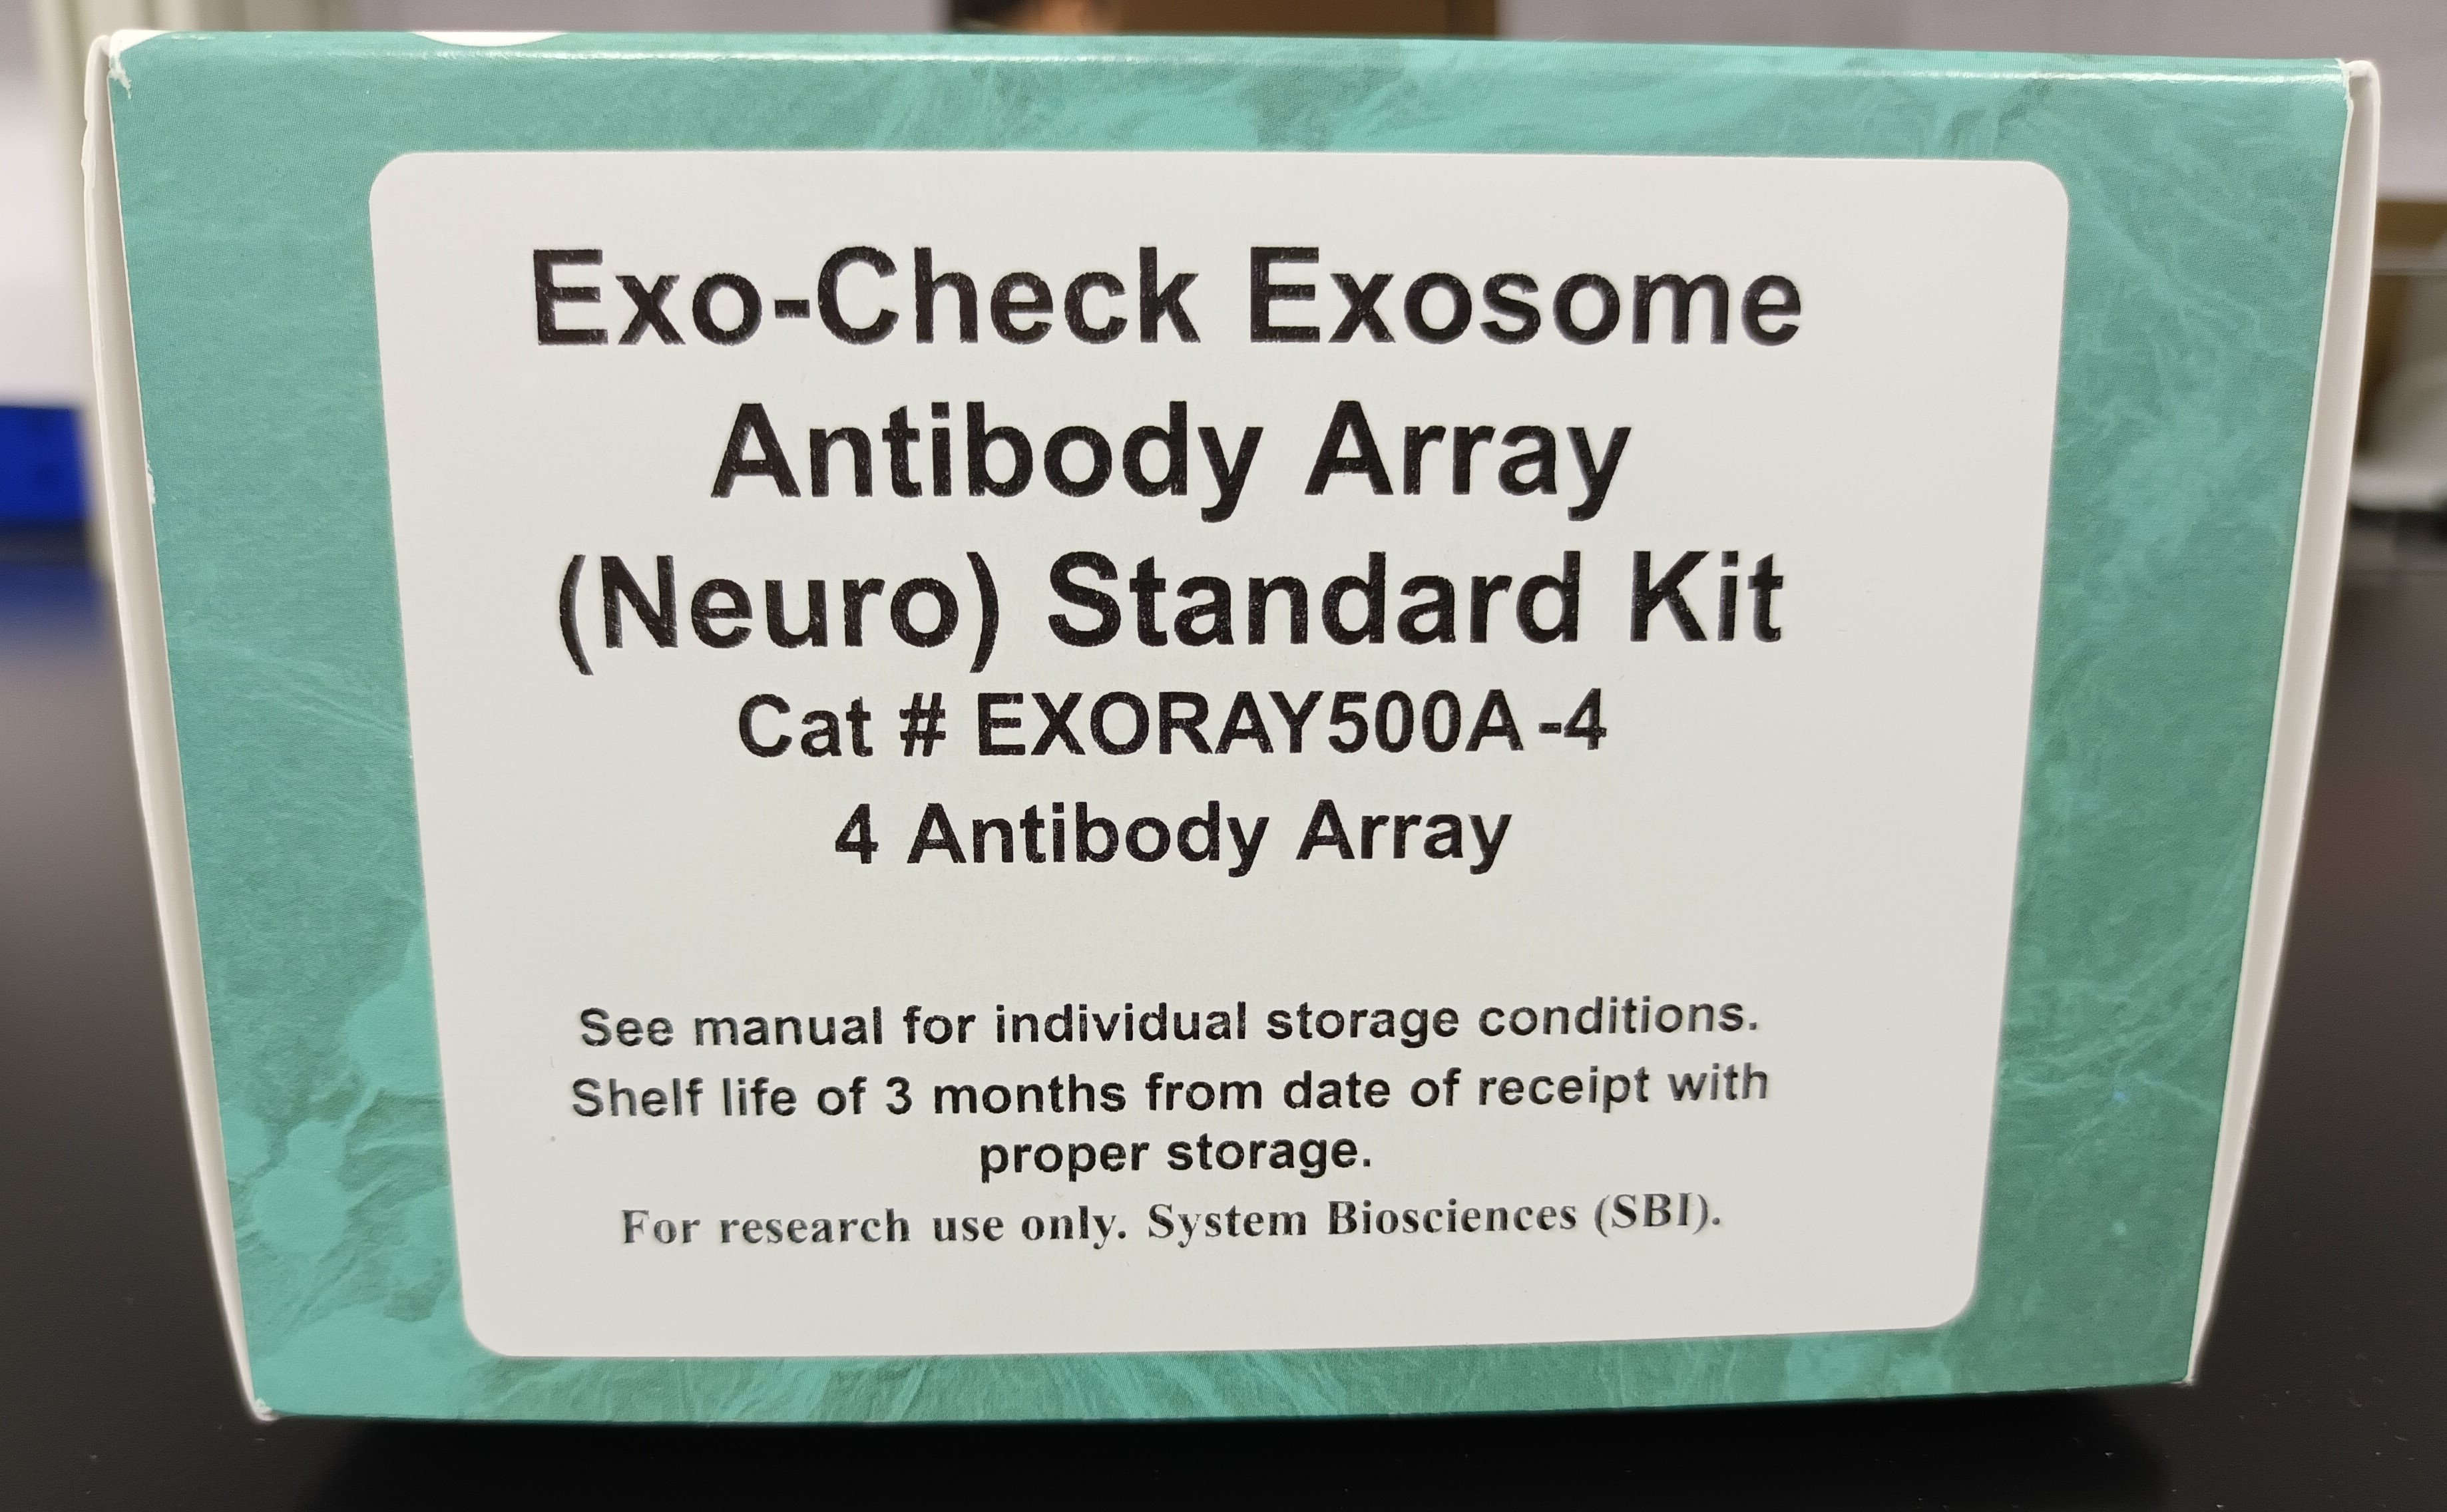 Exo-Check Exosome
Antibody Array
(Neuro) Standard Kit
Cat # EXORAY500A-4
4 Antibody Array
See manual for individual storage conditions.
Shelf life of 3 months from date of receipt with
proper storage.
For research use only. System Biosciences (SBI).